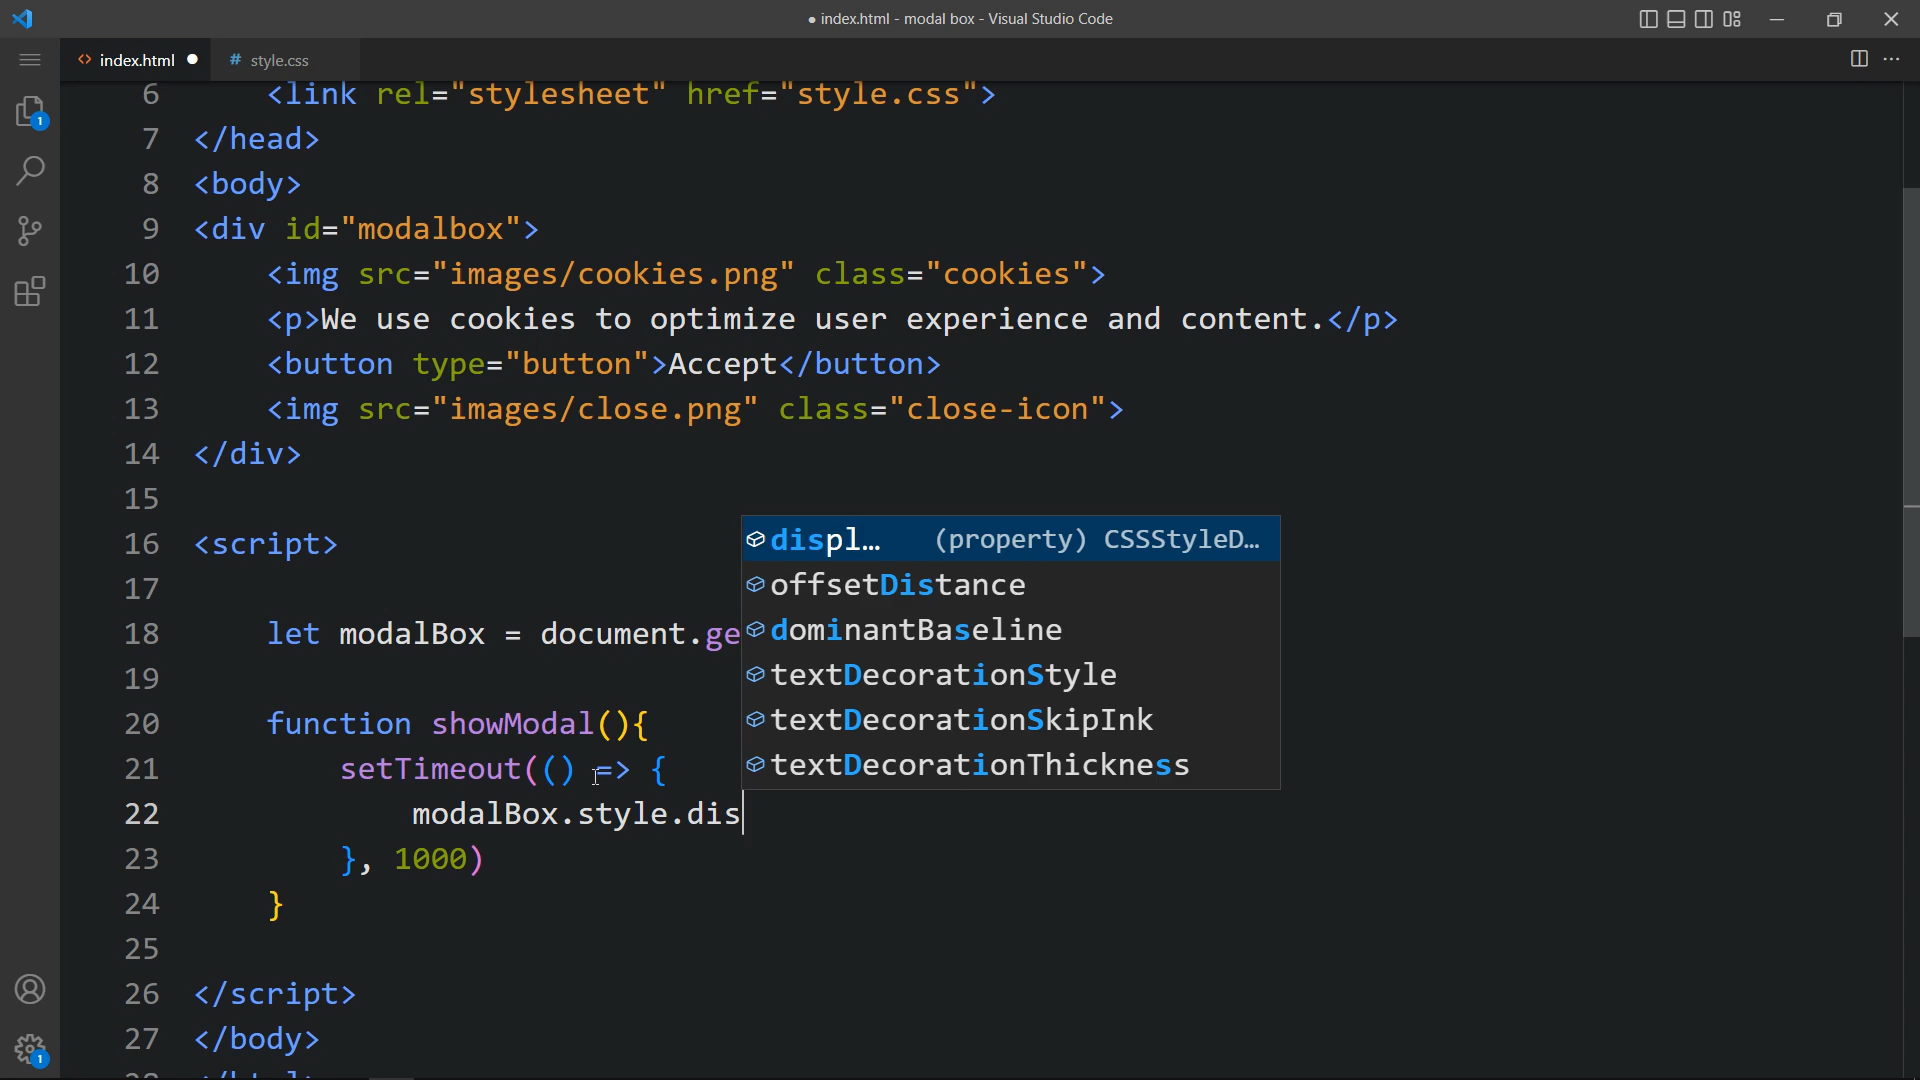 ● index.html - modal box - Visual Studio Code
<> index.html ●
# style.css
6 <link rel="stylesheet" href="style.css">
7 </head>
8 <body>
9 <div id="modalbox">
10 <img src="images/cookies.png" class="cookies">
11 <p>We use cookies to optimize user experience and content.</p>
12 <button type="button">Accept</button>
13 <img src="images/close.png" class="close-icon">
14 </div>
15
16 <script>
17
18 let modalBox = document.ge
19
20 function showModal(){
21 setTimeout(() => {
22 modalBox.style.dis
23 }, 1000)
24 }
25
26 </script>
27 </body>
displ… (property) CSSStyleD…
offsetDistance
dominantBaseline
textDecorationStyle
textDecorationSkipInk
textDecorationThickness
1
1